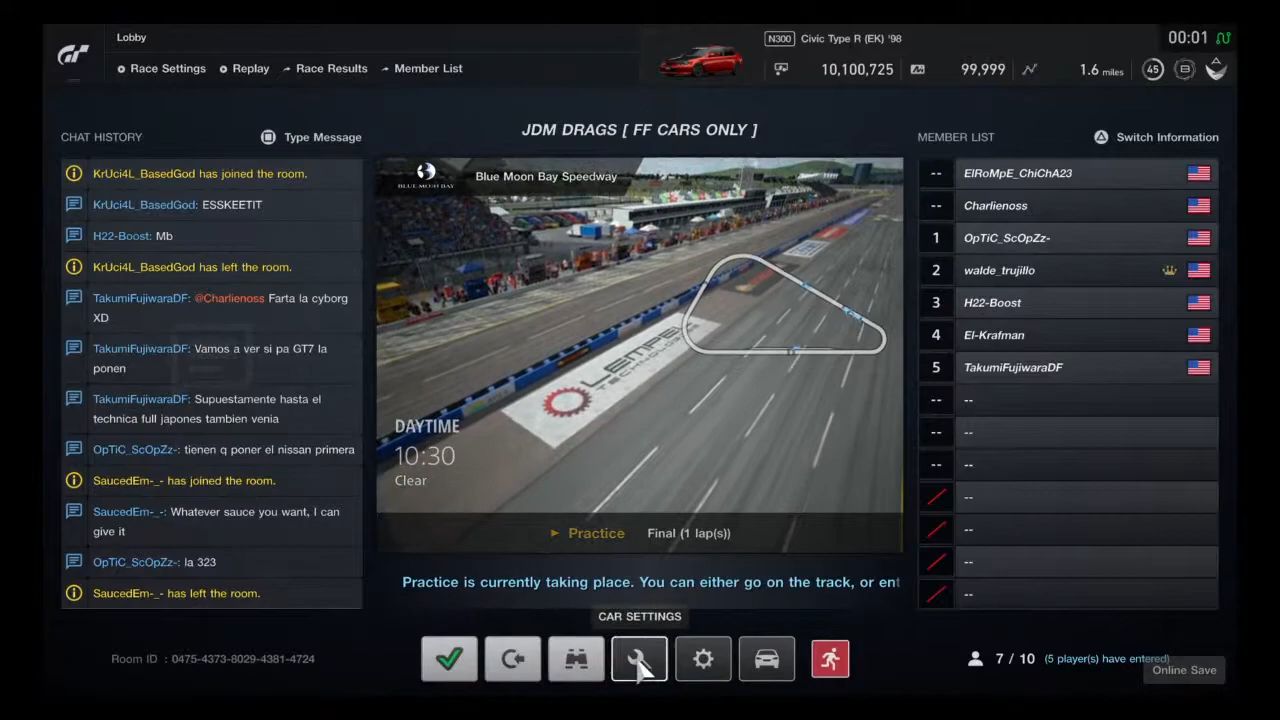 Lobby
N300 Civic Type R (EK) '98
00:01
Race Settings Replay Race Results Member List
10,100,725 99,999 1.6 miles 45 B
CHAT HISTORY Type Message
JDM DRAGS [ FF CARS ONLY ]
MEMBER LIST Switch Information
KrUci4L_BasedGod has joined the room.
KrUci4L_BasedGod: ESSKEETIT
H22-Boost: Mb
KrUci4L_BasedGod has left the room.
TakumiFujiwaraDF: @Charlienoss Farta la cyborg
XD
TakumiFujiwaraDF: Vamos a ver si pa GT7 la
ponen
TakumiFujiwaraDF: Supuestamente hasta el
technica full japones tambien venia
OpTiC_ScOpZz-: tienen q poner el nissan primera
SaucedEm-_- has joined the room.
SaucedEm-_-: Whatever sauce you want, I can
give it
OpTiC_ScOpZz-: la 323
SaucedEm-_- has left the room.
BLUE MOON BAY
Blue Moon Bay Speedway
LEMPEL
TECHNOLOGIES
DAYTIME
10:30
Clear
Practice Final (1 lap(s))
Practice is currently taking place. You can either go on the track, or ent
CAR SETTINGS
-- ElRoMpE_ChiChA23
-- Charlienoss
1 OpTiC_ScOpZz-
2 walde_trujillo
3 H22-Boost
4 El-Krafman
5 TakumiFujiwaraDF
-- --
-- --
-- --
--
--
--
--
Room ID : 0475-4373-8029-4381-4724
7 / 10 (5 player(s) have entered)
Online Save